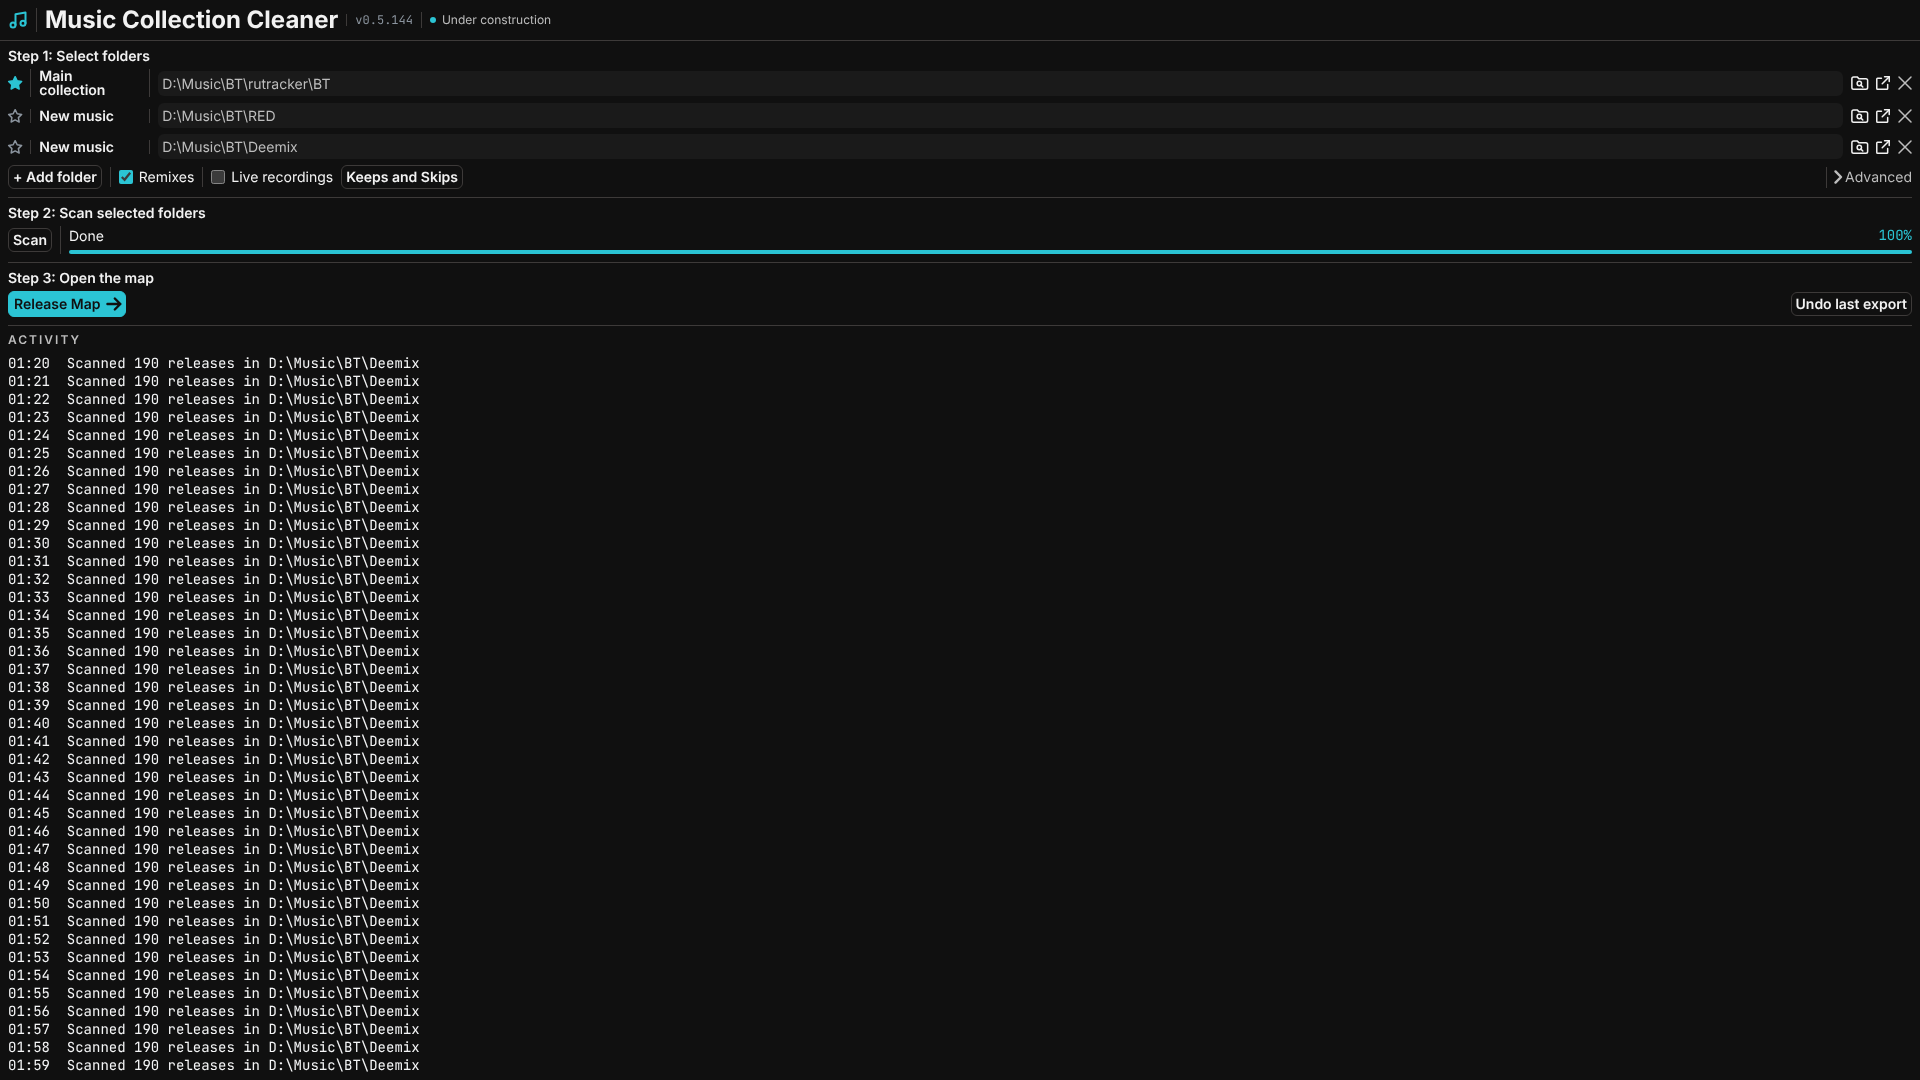 Music Collection Cleaner v0.5.144 Under construction
Step 1: Select folders
Main collection D:\Music\BT\rutracker\BT
New music D:\Music\BT\RED
New music D:\Music\BT\Deemix
+ Add folder Remixes Live recordings Keeps and Skips Advanced
Step 2: Scan selected folders
Scan Done 100%
Step 3: Open the map
Release Map Undo last export
ACTIVITY
01:20 Scanned 190 releases in D:\Music\BT\Deemix
01:21 Scanned 190 releases in D:\Music\BT\Deemix
01:22 Scanned 190 releases in D:\Music\BT\Deemix
01:23 Scanned 190 releases in D:\Music\BT\Deemix
01:24 Scanned 190 releases in D:\Music\BT\Deemix
01:25 Scanned 190 releases in D:\Music\BT\Deemix
01:26 Scanned 190 releases in D:\Music\BT\Deemix
01:27 Scanned 190 releases in D:\Music\BT\Deemix
01:28 Scanned 190 releases in D:\Music\BT\Deemix
01:29 Scanned 190 releases in D:\Music\BT\Deemix
01:30 Scanned 190 releases in D:\Music\BT\Deemix
01:31 Scanned 190 releases in D:\Music\BT\Deemix
01:32 Scanned 190 releases in D:\Music\BT\Deemix
01:33 Scanned 190 releases in D:\Music\BT\Deemix
01:34 Scanned 190 releases in D:\Music\BT\Deemix
01:35 Scanned 190 releases in D:\Music\BT\Deemix
01:36 Scanned 190 releases in D:\Music\BT\Deemix
01:37 Scanned 190 releases in D:\Music\BT\Deemix
01:38 Scanned 190 releases in D:\Music\BT\Deemix
01:39 Scanned 190 releases in D:\Music\BT\Deemix
01:40 Scanned 190 releases in D:\Music\BT\Deemix
01:41 Scanned 190 releases in D:\Music\BT\Deemix
01:42 Scanned 190 releases in D:\Music\BT\Deemix
01:43 Scanned 190 releases in D:\Music\BT\Deemix
01:44 Scanned 190 releases in D:\Music\BT\Deemix
01:45 Scanned 190 releases in D:\Music\BT\Deemix
01:46 Scanned 190 releases in D:\Music\BT\Deemix
01:47 Scanned 190 releases in D:\Music\BT\Deemix
01:48 Scanned 190 releases in D:\Music\BT\Deemix
01:49 Scanned 190 releases in D:\Music\BT\Deemix
01:50 Scanned 190 releases in D:\Music\BT\Deemix
01:51 Scanned 190 releases in D:\Music\BT\Deemix
01:52 Scanned 190 releases in D:\Music\BT\Deemix
01:53 Scanned 190 releases in D:\Music\BT\Deemix
01:54 Scanned 190 releases in D:\Music\BT\Deemix
01:55 Scanned 190 releases in D:\Music\BT\Deemix
01:56 Scanned 190 releases in D:\Music\BT\Deemix
01:57 Scanned 190 releases in D:\Music\BT\Deemix
01:58 Scanned 190 releases in D:\Music\BT\Deemix
01:59 Scanned 190 releases in D:\Music\BT\Deemix